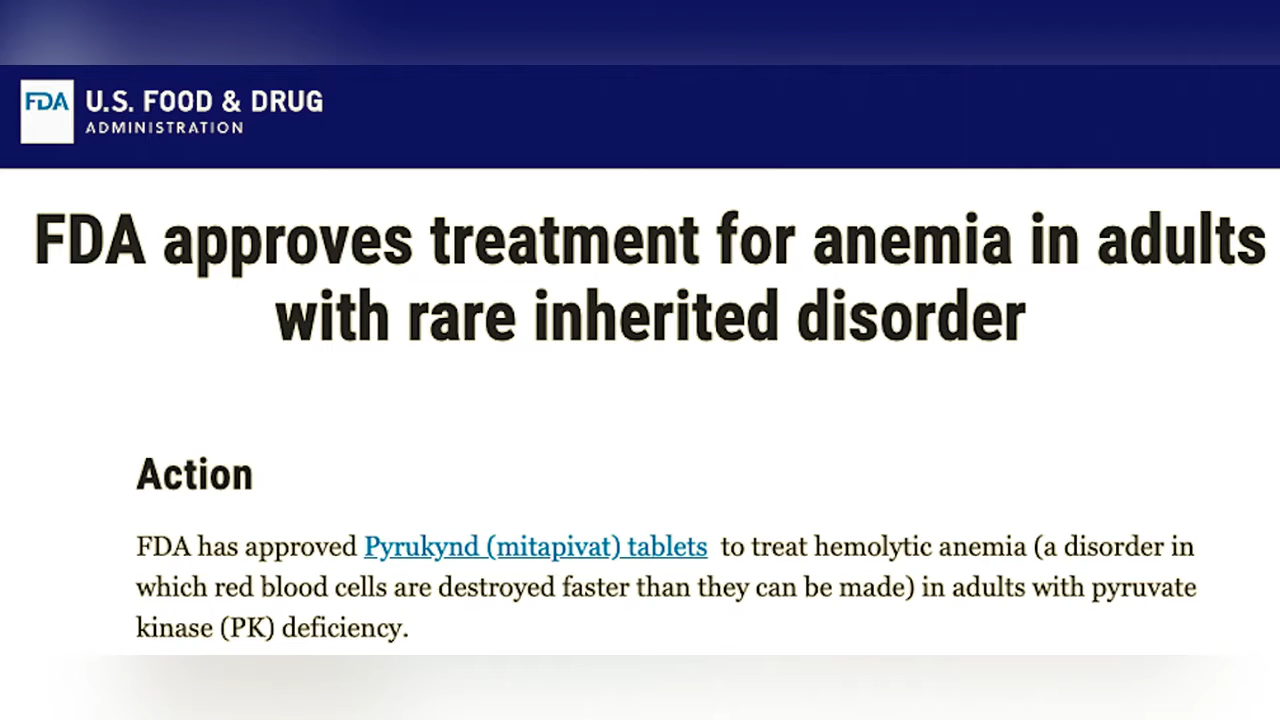 FDA U.S. FOOD & DRUG
ADMINISTRATION
FDA approves treatment for anemia in adults
with rare inherited disorder
Action
FDA has approved Pyrukynd (mitapivat) tablets to treat hemolytic anemia (a disorder in
which red blood cells are destroyed faster than they can be made) in adults with pyruvate
kinase (PK) deficiency.